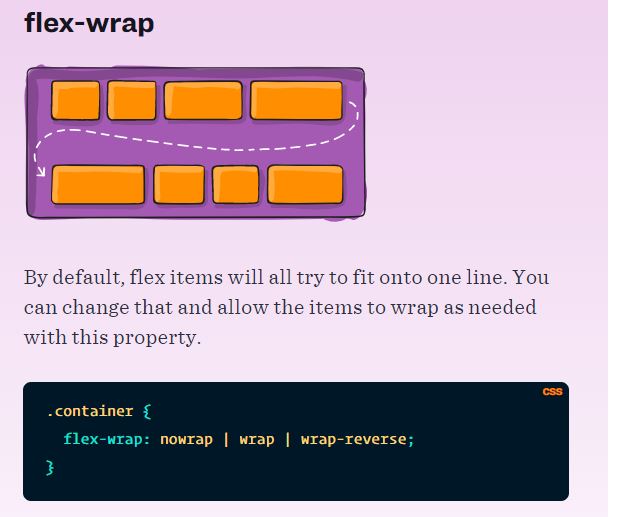 flex-wrap
By default, flex items will all try to fit onto one line. You
can change that and allow the items to wrap as needed
with this property.
CSS
.container {
  flex-wrap: nowrap | wrap | wrap-reverse;
}